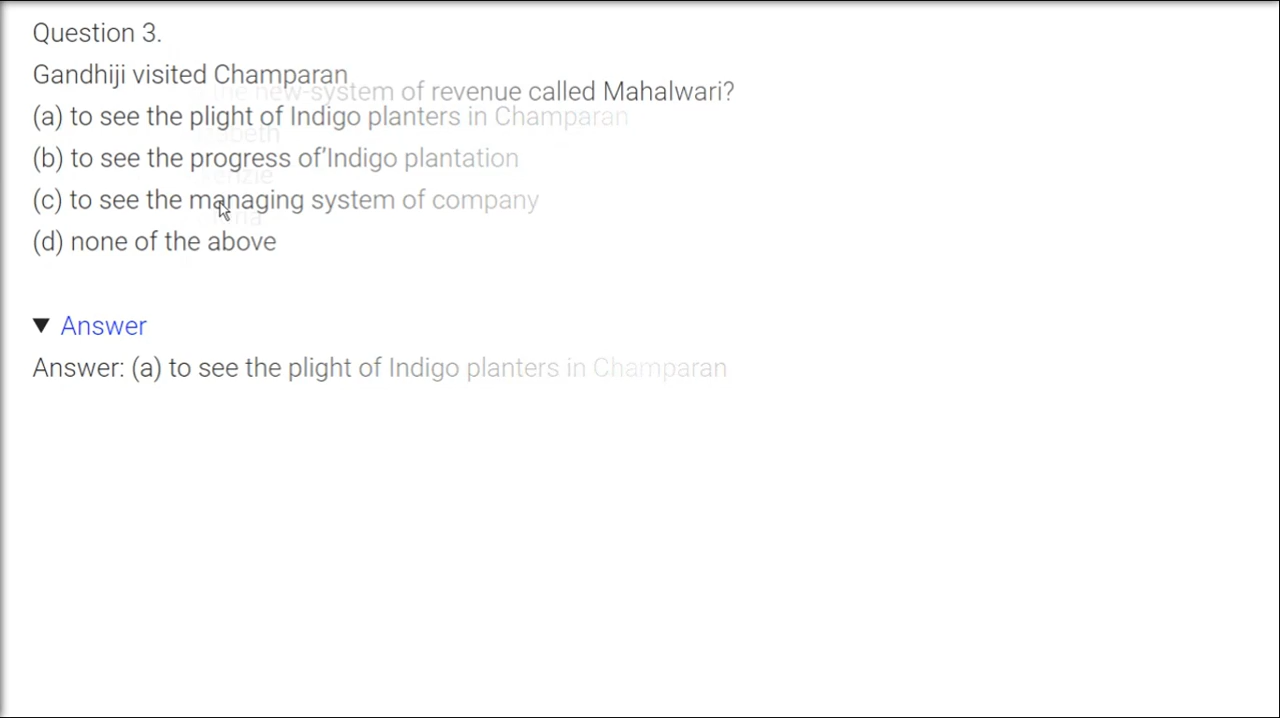 Question 3.
Gandhiji visited Champaran
the new-system of revenue called Mahalwari?
(a) to see the plight of Indigo planters in Champaran
(b) to see the progress of’Indigo plantation
(c) to see the managing system of company
(d) none of the above
Answer
Answer: (a) to see the plight of Indigo planters in Champaran